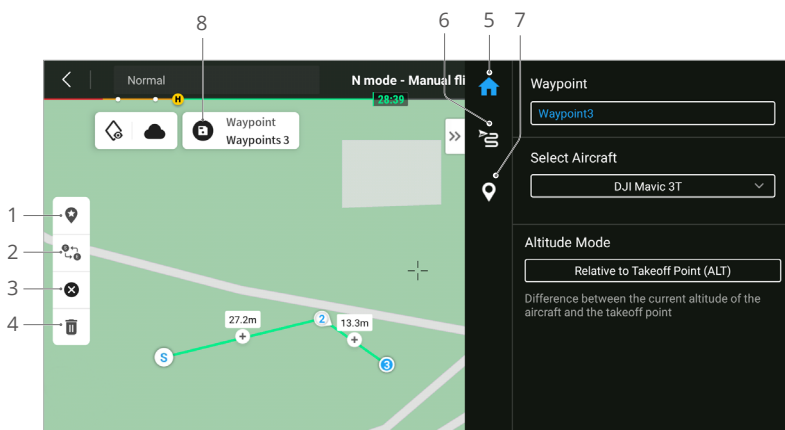 8
6
5
7
Normal
N mode - Manual fli
H
28:39
Waypoint
Waypoints 3
1
2
3
4
27.2m
13.3m
S
2
3
Waypoint
Waypoint3
Select Aircraft
DJI Mavic 3T
Altitude Mode
Relative to Takeoff Point (ALT)
Difference between the current altitude of the
aircraft and the takeoff point